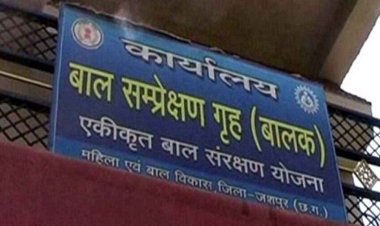 कार्यालय
बाल सम्प्रेक्षण गृह (बालक)
एकीकृत बाल संरक्षण योजना
महिला एवं बाल विकास, जिला-जशपुर (छ.ग.)